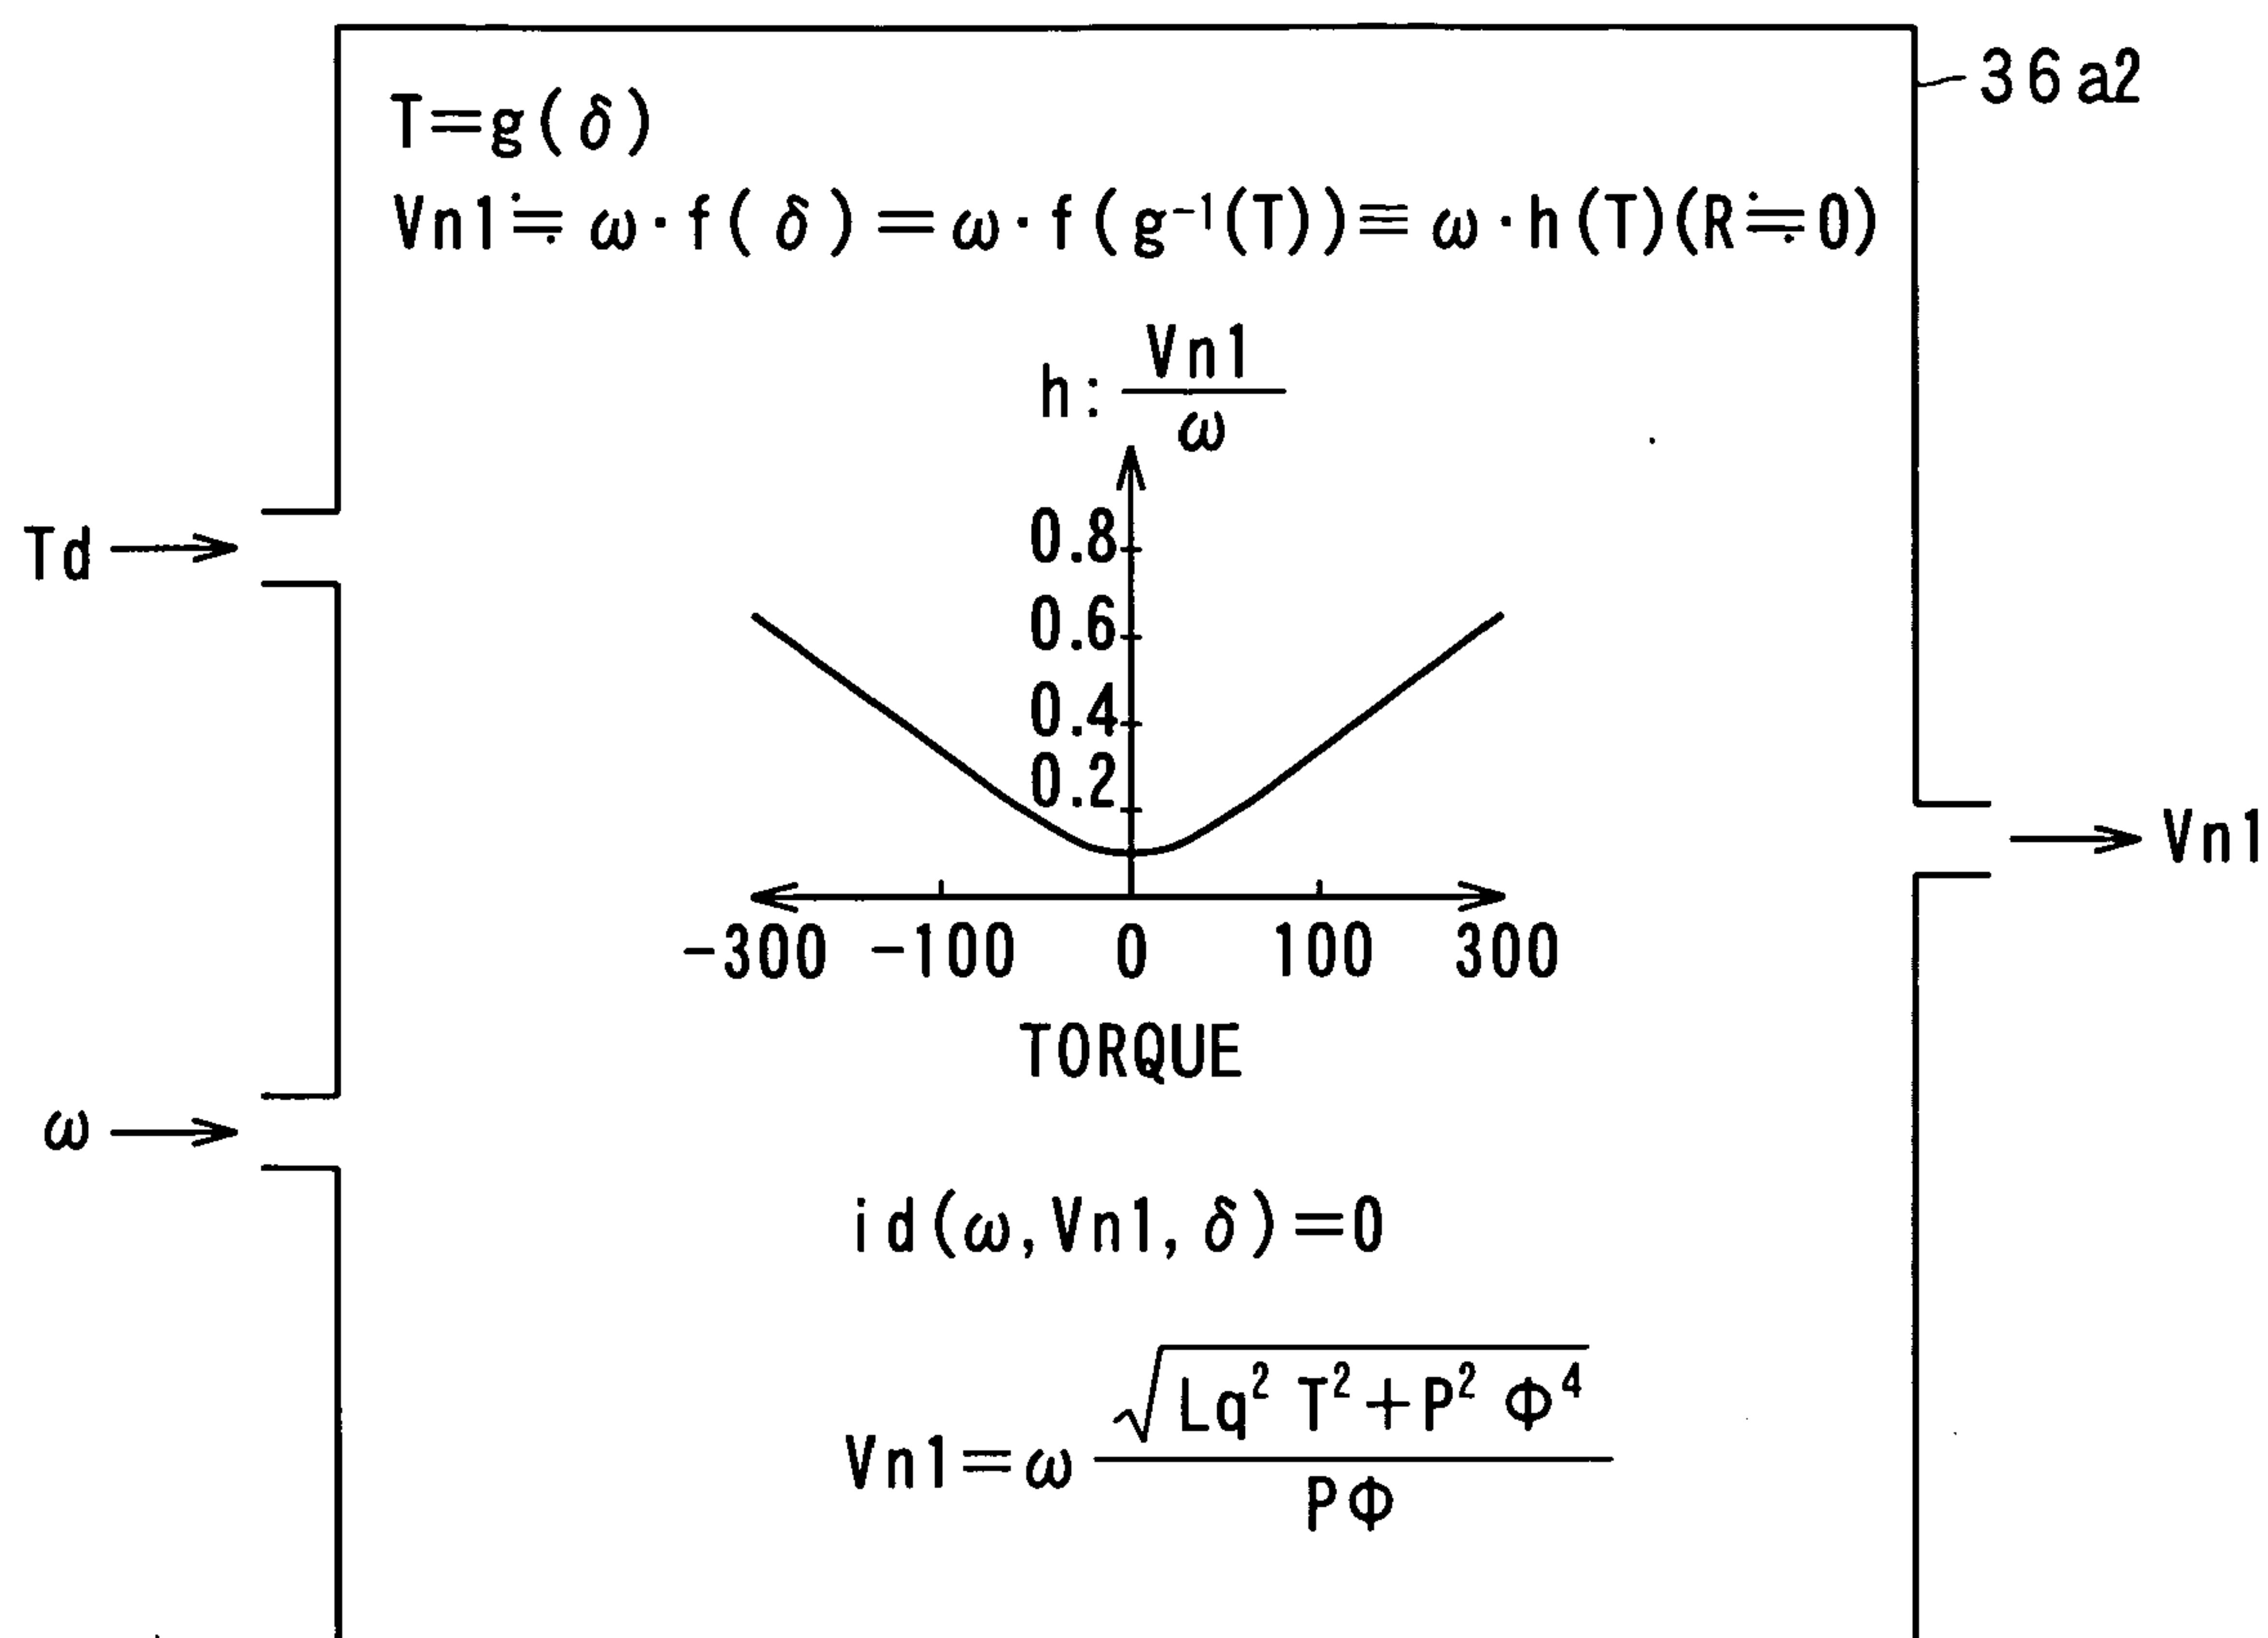 36a2
T=g(δ)
Vn1≒ω·f(δ)=ω·f(g⁻¹(T))≡ω·h(T)(R≒0)
h: Vn1/ω
0.8
Td
0.6
0.4
0.2
Vn1
-300 -100 0 100 300
TORQUE
ω
id(ω,Vn1,δ)=0
Vn1=ω √(Lq² T²+P² Φ⁴)/PΦ